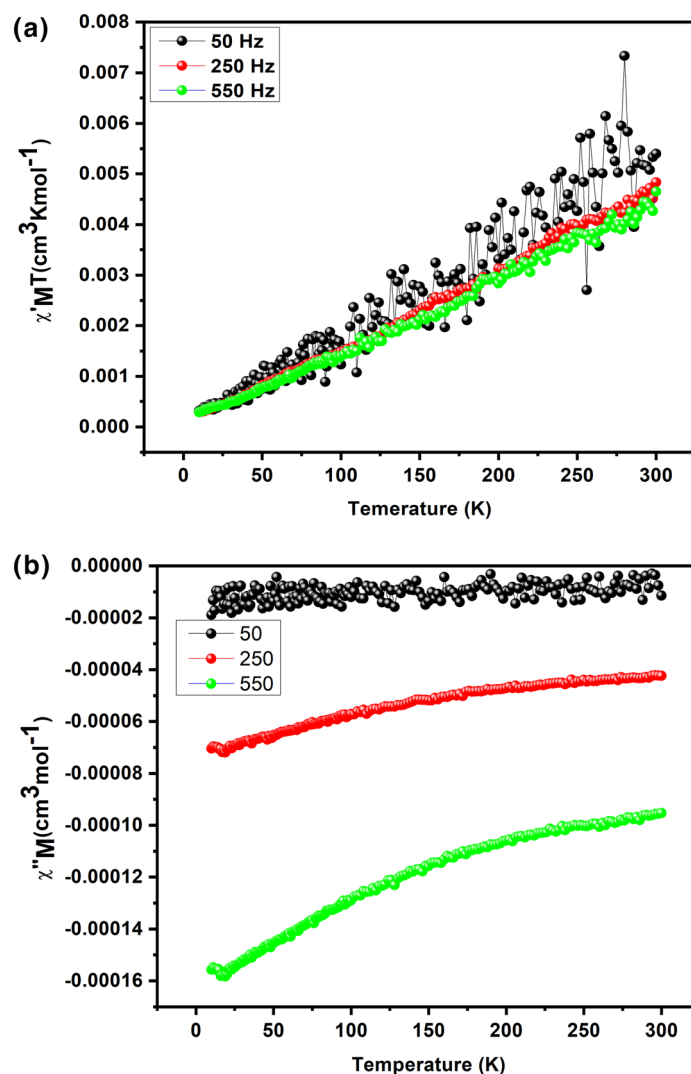 (a)
0.008
0.007
0.006
0.005
0.004
0.003
0.002
0.001
0.000
χ'MT(cm³Kmol⁻¹)
50 Hz
250 Hz
550 Hz
0 50 100 150 200 250 300
Temerature (K)
(b)
0.00000
-0.00002
-0.00004
-0.00006
-0.00008
-0.00010
-0.00012
-0.00014
-0.00016
χ"M(cm³mol⁻¹)
50
250
550
0 50 100 150 200 250 300
Temperature (K)